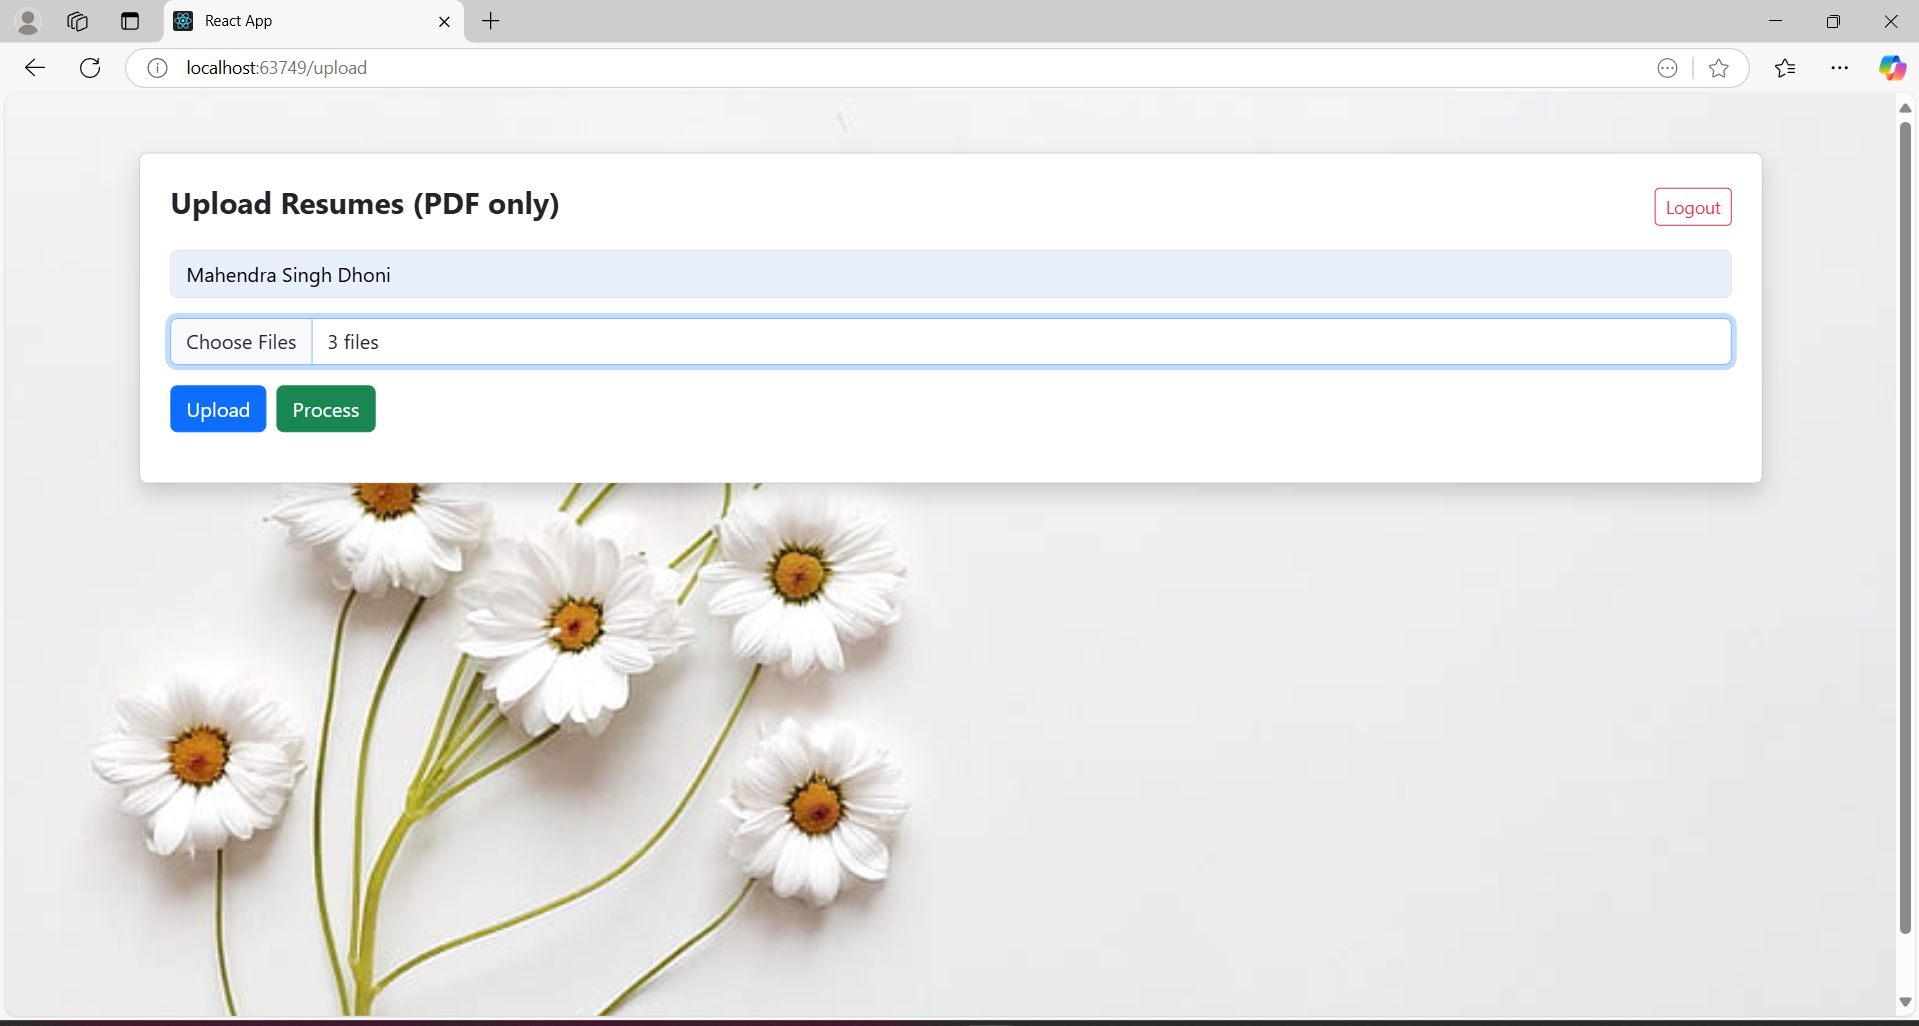 React App
localhost:63749/upload
Upload Resumes (PDF only)
Logout
Mahendra Singh Dhoni
Choose Files 3 files
Upload Process